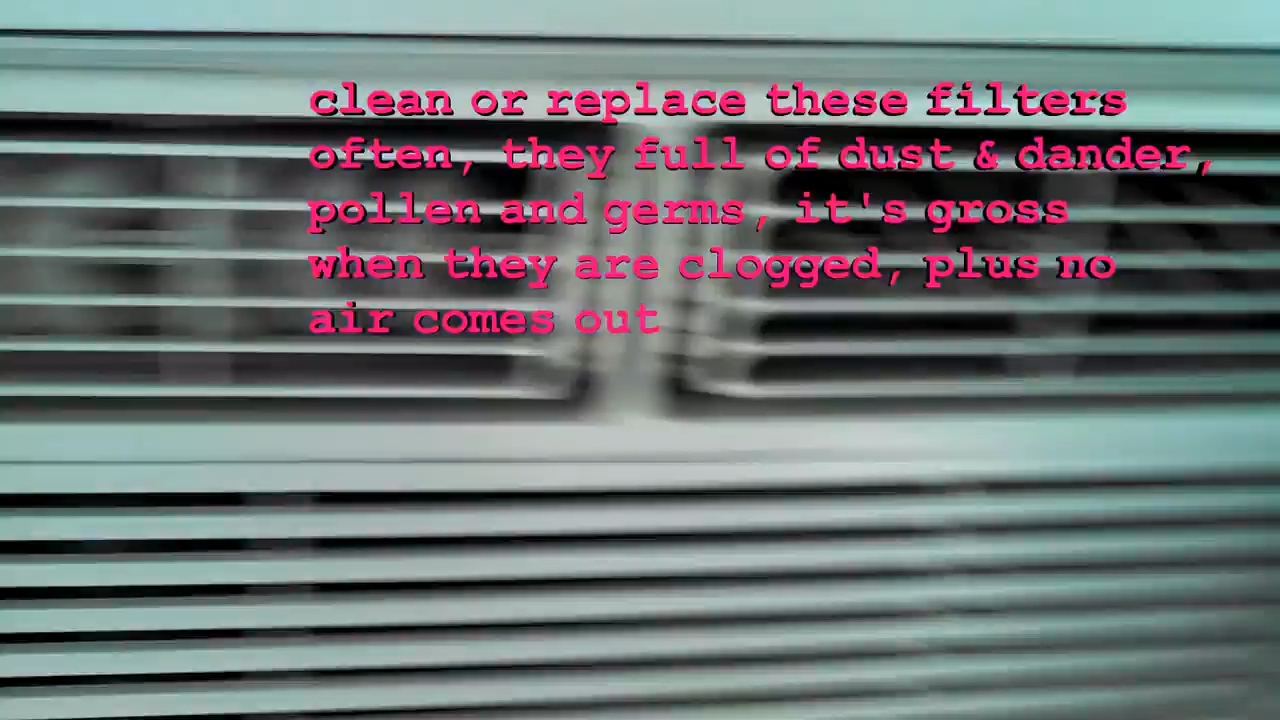 clean or replace these filters
often, they full of dust & dander,
pollen and germs, it's gross
when they are clogged, plus no
air comes out